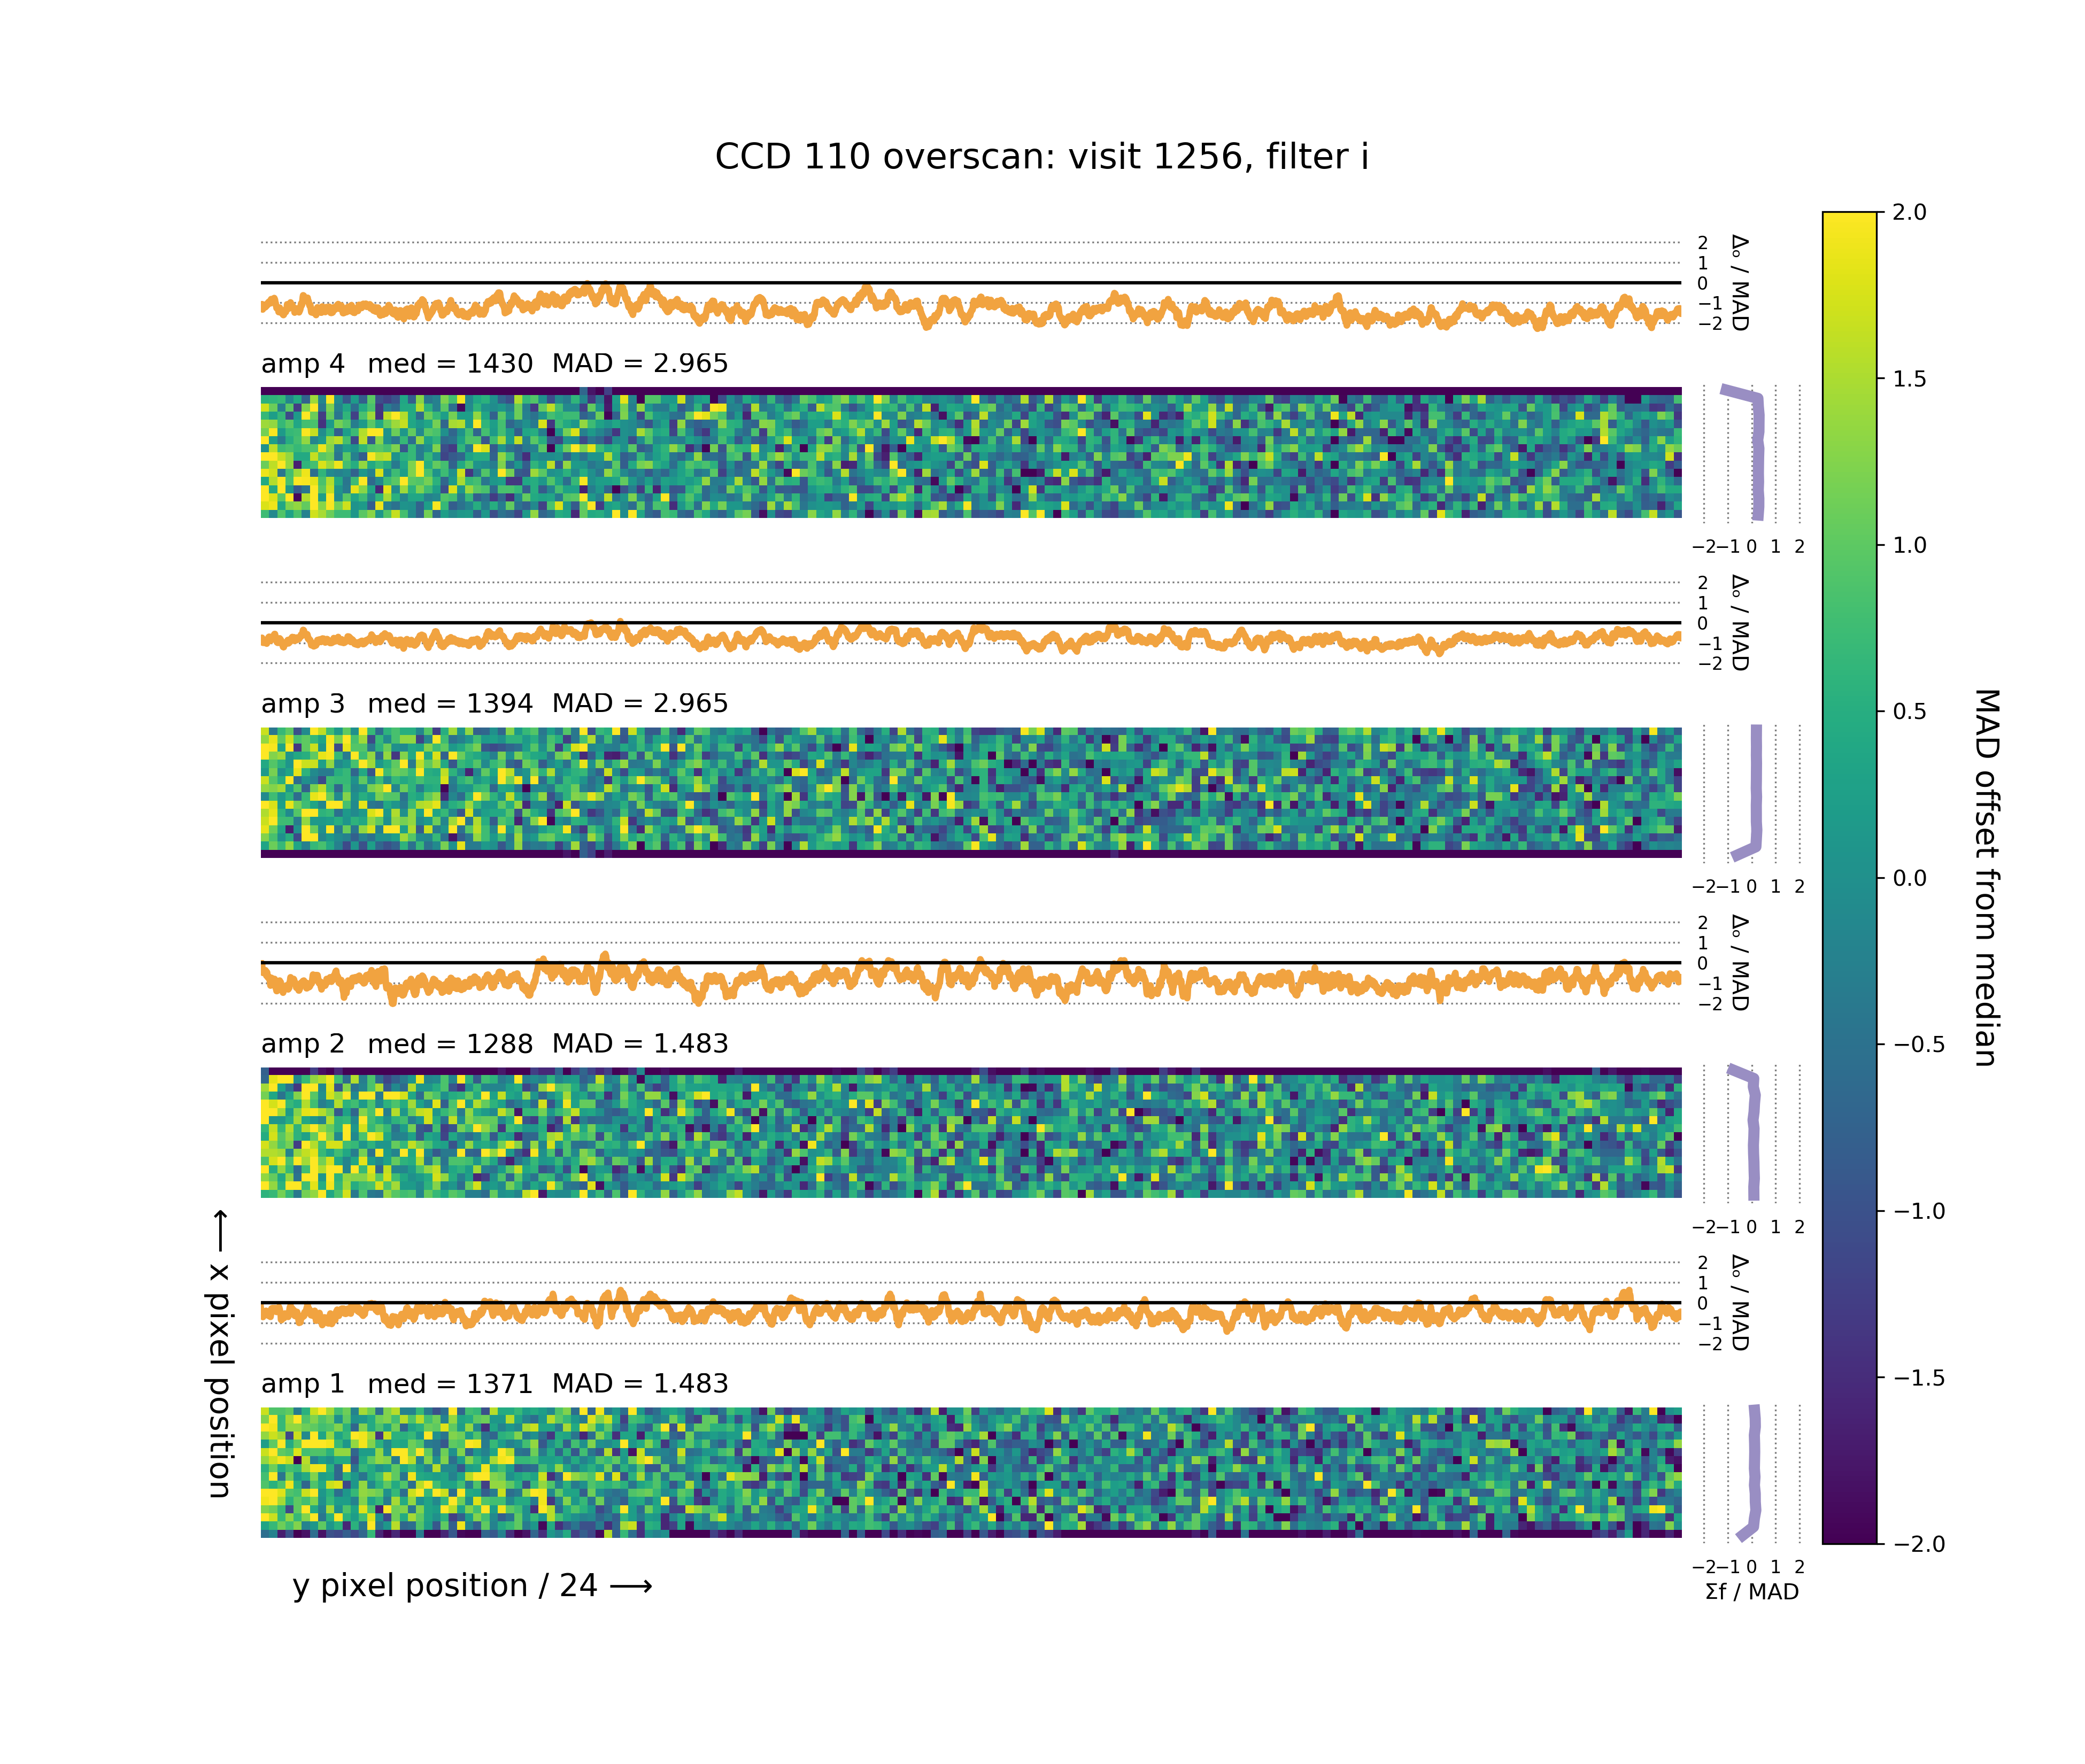 CCD 110 overscan: visit 1256, filter i
2
1
0
−1
−2
Δₒ / MAD
amp 4 med = 1430 MAD = 2.965
−2 −1 0 1 2
2
1
0
−1
−2
Δₒ / MAD
amp 3 med = 1394 MAD = 2.965
−2 −1 0 1 2
2
1
0
−1
−2
Δₒ / MAD
amp 2 med = 1288 MAD = 1.483
−2 −1 0 1 2
2
1
0
−1
−2
Δₒ / MAD
amp 1 med = 1371 MAD = 1.483
−2 −1 0 1 2
Σf / MAD
⟵ x pixel position
y pixel position / 24 ⟶
2.0
1.5
1.0
0.5
0.0
−0.5
−1.0
−1.5
−2.0
MAD offset from median